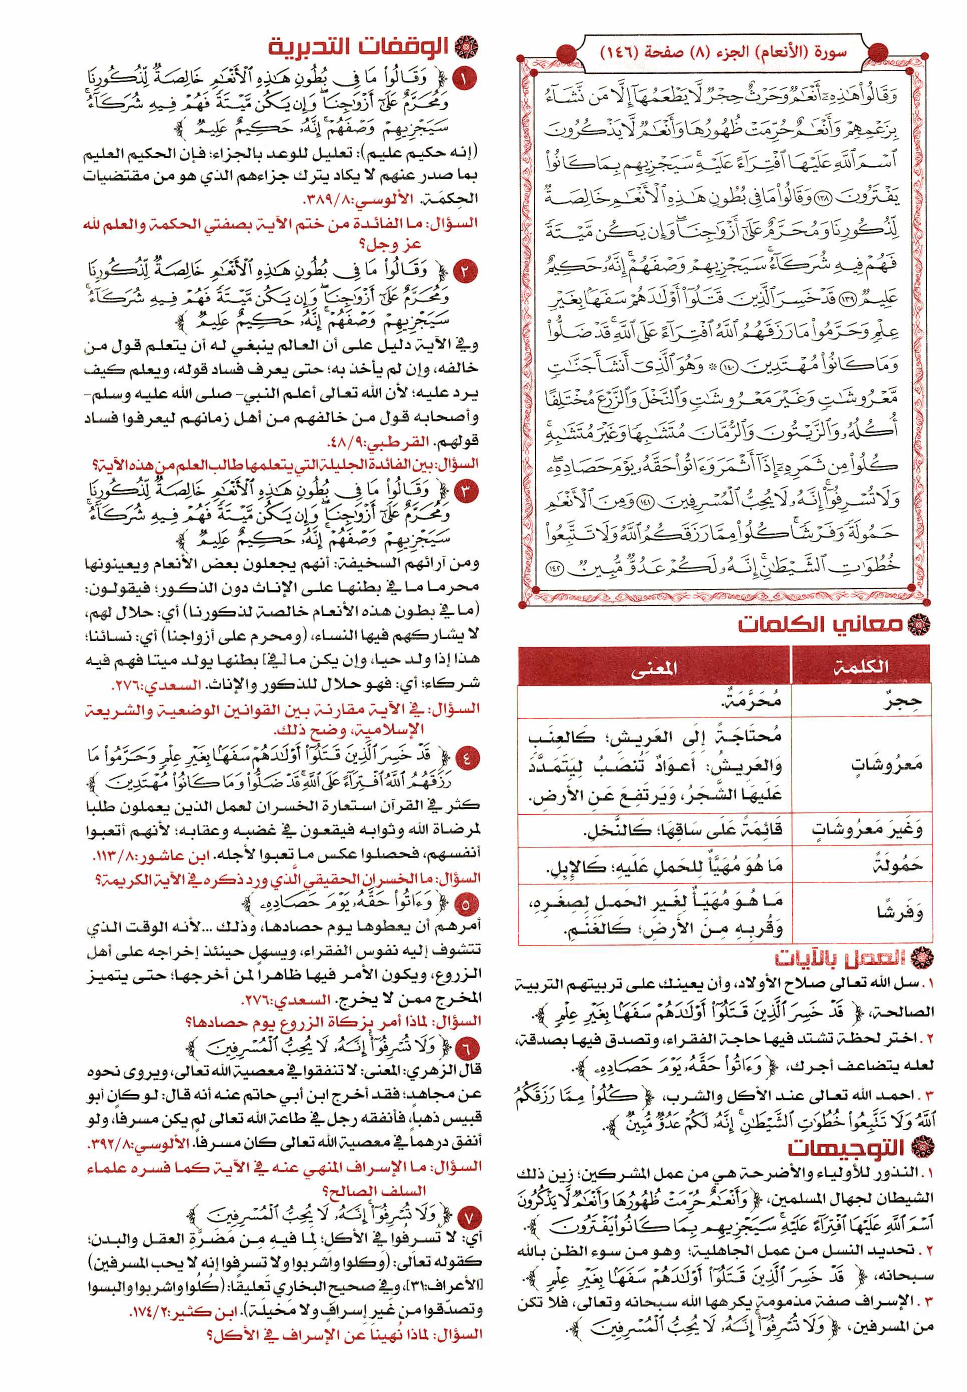 سورة (الأنعام) الجزء (٨) صفحة (١٤٦)
وَقَالُوا۟ هَـٰذِهِۦٓ أَنْعَـٰمٌ وَحَرْثٌ حِجْرٌ لَّا يَطْعَمُهَآ إِلَّا مَن نَّشَآءُ
بِزَعْمِهِمْ وَأَنْعَـٰمٌ حُرِّمَتْ ظُهُورُهَا وَأَنْعَـٰمٌ لَّا يَذْكُرُونَ
ٱسْمَ ٱللَّهِ عَلَيْهَا ٱفْتِرَآءً عَلَيْهِ ۚ سَيَجْزِيهِم بِمَا كَانُوا۟
يَفْتَرُونَ ١٣٨ وَقَالُوا۟ مَا فِى بُطُونِ هَـٰذِهِ ٱلْأَنْعَـٰمِ خَالِصَةٌ
لِّذُكُورِنَا وَمُحَرَّمٌ عَلَىٰٓ أَزْوَٰجِنَا ۖ وَإِن يَكُن مَّيْتَةً
فَهُمْ فِيهِ شُرَكَآءُ ۚ سَيَجْزِيهِمْ وَصْفَهُمْ ۚ إِنَّهُۥ حَكِيمٌ
عَلِيمٌ ١٣٩ قَدْ خَسِرَ ٱلَّذِينَ قَتَلُوٓا۟ أَوْلَـٰدَهُمْ سَفَهًۢا بِغَيْرِ
عِلْمٍ وَحَرَّمُوا۟ مَا رَزَقَهُمُ ٱللَّهُ ٱفْتِرَآءً عَلَى ٱللَّهِ ۚ قَدْ ضَلُّوا۟
وَمَا كَانُوا۟ مُهْتَدِينَ ١٤٠ ۞ وَهُوَ ٱلَّذِىٓ أَنشَأَ جَنَّـٰتٍ
مَّعْرُوشَـٰتٍ وَغَيْرَ مَعْرُوشَـٰتٍ وَٱلنَّخْلَ وَٱلزَّرْعَ مُخْتَلِفًا
أُكُلُهُۥ وَٱلزَّيْتُونَ وَٱلرُّمَّانَ مُتَشَـٰبِهًا وَغَيْرَ مُتَشَـٰبِهٍ ۚ
كُلُوا۟ مِن ثَمَرِهِۦٓ إِذَآ أَثْمَرَ وَءَاتُوا۟ حَقَّهُۥ يَوْمَ حَصَادِهِۦ ۖ
وَلَا تُسْرِفُوٓا۟ ۚ إِنَّهُۥ لَا يُحِبُّ ٱلْمُسْرِفِينَ ١٤١ وَمِنَ ٱلْأَنْعَـٰمِ
حَمُولَةً وَفَرْشًا ۚ كُلُوا۟ مِمَّا رَزَقَكُمُ ٱللَّهُ وَلَا تَتَّبِعُوا۟
خُطُوَٰتِ ٱلشَّيْطَـٰنِ ۚ إِنَّهُۥ لَكُمْ عَدُوٌّ مُّبِينٌ ١٤٢
معاني الكلمات
الكلمة المعنى
حِجرٌ مُحَرَّمَةٌ.
مَعرُوشَاتٍ مُحتَاجَةً إِلَى العَرِيشِ؛ كَالعِنَبِ
وَالعَرِيشُ: أعوَادٌ تُنصَبُ لِيَتَمَدَّدَ
عَلَيهَا الشَّجَرُ، وَيَرتَفِعَ عَنِ الأَرضِ.
وَغَيرَ مَعرُوشَاتٍ قَائِمَةً عَلَى سَاقِهَا؛ كَالنَّخلِ.
حَمُولَةً مَا هُوَ مُهَيَّأٌ لِلحَملِ عَلَيهِ؛ كَالإِبِلِ.
وَفَرشًا مَا هُوَ مُهَيَّأٌ لِغَيرِ الحَملِ لِصِغَرِهِ،
وَقُربِهِ مِنَ الأَرضِ؛ كَالغَنَمِ.
العمل بالآيات
١. سل الله تعالى صلاح الأولاد، وأن يعينك على تربيتهم التربية
الصالحة، ﴿ قَدْ خَسِرَ ٱلَّذِينَ قَتَلُوٓا۟ أَوْلَـٰدَهُمْ سَفَهًۢا بِغَيْرِ عِلْمٍ ﴾.
٢. اختر لحظة تشتد فيها حاجة الفقراء، وتصدق فيها بصدقة،
لعله يتضاعف أجرك، ﴿ وَءَاتُوا۟ حَقَّهُۥ يَوْمَ حَصَادِهِۦ ﴾.
٣. احمد الله تعالى عند الأكل والشرب، ﴿ كُلُوا۟ مِمَّا رَزَقَكُمُ
ٱللَّهُ وَلَا تَتَّبِعُوا۟ خُطُوَٰتِ ٱلشَّيْطَـٰنِ ۚ إِنَّهُۥ لَكُمْ عَدُوٌّ مُّبِينٌ ﴾.
التوجيهات
١. النذور للأولياء والأضرحة هي من عمل المشركين؛ زين ذلك
الشيطان لجهال المسلمين، ﴿ وَأَنْعَـٰمٌ حُرِّمَتْ ظُهُورُهَا وَأَنْعَـٰمٌ لَّا يَذْكُرُونَ
ٱسْمَ ٱللَّهِ عَلَيْهَا ٱفْتِرَآءً عَلَيْهِ ۚ سَيَجْزِيهِم بِمَا كَانُوا۟ يَفْتَرُونَ ﴾.
٢. تحديد النسل من عمل الجاهلية؛ وهو من سوء الظن بالله
سبحانه، ﴿ قَدْ خَسِرَ ٱلَّذِينَ قَتَلُوٓا۟ أَوْلَـٰدَهُمْ سَفَهًۢا بِغَيْرِ عِلْمٍ ﴾.
٣. الإسراف صفة مذمومة يكرهها الله سبحانه وتعالى، فلا تكن
من المسرفين، ﴿ وَلَا تُسْرِفُوٓا۟ ۚ إِنَّهُۥ لَا يُحِبُّ ٱلْمُسْرِفِينَ ﴾.
الوقفات التدبرية
١ ﴿ وَقَالُوا۟ مَا فِى بُطُونِ هَـٰذِهِ ٱلْأَنْعَـٰمِ خَالِصَةٌ لِّذُكُورِنَا
وَمُحَرَّمٌ عَلَىٰٓ أَزْوَٰجِنَا ۖ وَإِن يَكُن مَّيْتَةً فَهُمْ فِيهِ شُرَكَآءُ ۚ
سَيَجْزِيهِمْ وَصْفَهُمْ ۚ إِنَّهُۥ حَكِيمٌ عَلِيمٌ ﴾
(إنه حكيم عليم): تعليل للوعد بالجزاء؛ فإن الحكيم العليم
بما صدر عنهم لا يكاد يترك جزاءهم الذي هو من مقتضيات
الحكمة. الألوسي:٣٨٩/٨.
السؤال: ما الفائدة من ختم الآية بصفتي الحكمة والعلم لله
عز وجل؟
٢ ﴿ وَقَالُوا۟ مَا فِى بُطُونِ هَـٰذِهِ ٱلْأَنْعَـٰمِ خَالِصَةٌ لِّذُكُورِنَا
وَمُحَرَّمٌ عَلَىٰٓ أَزْوَٰجِنَا ۖ وَإِن يَكُن مَّيْتَةً فَهُمْ فِيهِ شُرَكَآءُ ۚ
سَيَجْزِيهِمْ وَصْفَهُمْ ۚ إِنَّهُۥ حَكِيمٌ عَلِيمٌ ﴾
وفي الآية دليل على أن العالم ينبغي له أن يتعلم قول من
خالفه، وإن لم يأخذ به؛ حتى يعرف فساد قوله، ويعلم كيف
يرد عليه؛ لأن الله تعالى أعلم النبي- صلى الله عليه وسلم-
وأصحابه قول من خالفهم من أهل زمانهم ليعرفوا فساد
قولهم. القرطبي:٤٨/٩.
السؤال: بين الفائدة الجليلة التي يتعلمها طالب العلم من هذه الآية؟
٣ ﴿ وَقَالُوا۟ مَا فِى بُطُونِ هَـٰذِهِ ٱلْأَنْعَـٰمِ خَالِصَةٌ لِّذُكُورِنَا
وَمُحَرَّمٌ عَلَىٰٓ أَزْوَٰجِنَا ۖ وَإِن يَكُن مَّيْتَةً فَهُمْ فِيهِ شُرَكَآءُ ۚ
سَيَجْزِيهِمْ وَصْفَهُمْ ۚ إِنَّهُۥ حَكِيمٌ عَلِيمٌ ﴾
ومن آرائهم السخيفة: أنهم يجعلون بعض الأنعام ويعينونها
محرما ما في بطنها على الإناث دون الذكور؛ فيقولون:
(ما في بطون هذه الأنعام خالصة لذكورنا) أي: حلال لهم،
لا يشاركهم فيها النساء، (ومحرم على أزواجنا) أي: نسائنا؛
هذا إذا ولد حيا، وإن يكن ما [في] بطنها يولد ميتا فهم فيه
شركاء؛ أي: فهو حلال للذكور والإناث. السعدي:٢٧٦.
السؤال: في الآية مقارنة بين القوانين الوضعية والشريعة
الإسلامية، وضح ذلك.
٤ ﴿ قَدْ خَسِرَ ٱلَّذِينَ قَتَلُوٓا۟ أَوْلَـٰدَهُمْ سَفَهًۢا بِغَيْرِ عِلْمٍ وَحَرَّمُوا۟ مَا
رَزَقَهُمُ ٱللَّهُ ٱفْتِرَآءً عَلَى ٱللَّهِ ۚ قَدْ ضَلُّوا۟ وَمَا كَانُوا۟ مُهْتَدِينَ ﴾
كثر في القرآن استعارة الخسران لعمل الذين يعملون طلبا
لمرضاة الله وثوابه فيقعون في غضبه وعقابه؛ لأنهم أتعبوا
أنفسهم، فحصلوا عكس ما تعبوا لأجله. ابن عاشور:١١٣/٨.
السؤال: ما الخسران الحقيقي الَّذي ورد ذكره في الآية الكريمة؟
٥ ﴿ وَءَاتُوا۟ حَقَّهُۥ يَوْمَ حَصَادِهِۦ ﴾
أمرهم أن يعطوها يوم حصادها، وذلك ...لأنه الوقت الذي
تتشوف إليه نفوس الفقراء، ويسهل حينئذ إخراجه على أهل
الزروع، ويكون الأمر فيها ظاهراً لمن أخرجها؛ حتى يتميز
المخرج ممن لا يخرج. السعدي:٢٧٦.
السؤال: لماذا أمر بزكاة الزروع يوم حصادها؟
٦ ﴿ وَلَا تُسْرِفُوٓا۟ ۚ إِنَّهُۥ لَا يُحِبُّ ٱلْمُسْرِفِينَ ﴾
قال الزهري: المعنى: لا تنفقوا في معصية الله تعالى، ويروى نحوه
عن مجاهد؛ فقد أخرج ابن أبي حاتم عنه أنه قال: لو كان أبو
قبيس ذهباً، فأنفقه رجل في طاعة الله تعالى لم يكن مسرفاً، ولو
أنفق درهماً في معصية الله تعالى كان مسرفا. الألوسي:٣٩٢/٨.
السؤال: ما الإسراف المنهي عنه في الآية كما فسره علماء
السلف الصالح؟
٧ ﴿ وَلَا تُسْرِفُوٓا۟ ۚ إِنَّهُۥ لَا يُحِبُّ ٱلْمُسْرِفِينَ ﴾
أي: لا تُسرِفُوا في الأكل؛ لما فيه مِن مَضرَّة العقل والبدن؛
كقوله تعالى: (وكلوا واشربوا ولا تسرفوا إنه لا يحب المسرفين)
[الأعراف:٣١]، وفي صحيح البخاري تَعليقًا: (كُلوا واشربوا والبسوا
وتصدّقوا من غيرِ إسرافٍ ولا مَخيلَة). ابن كثير:١٧٤/٢.
السؤال: لماذا نُهينا عن الإسراف في الأكل؟